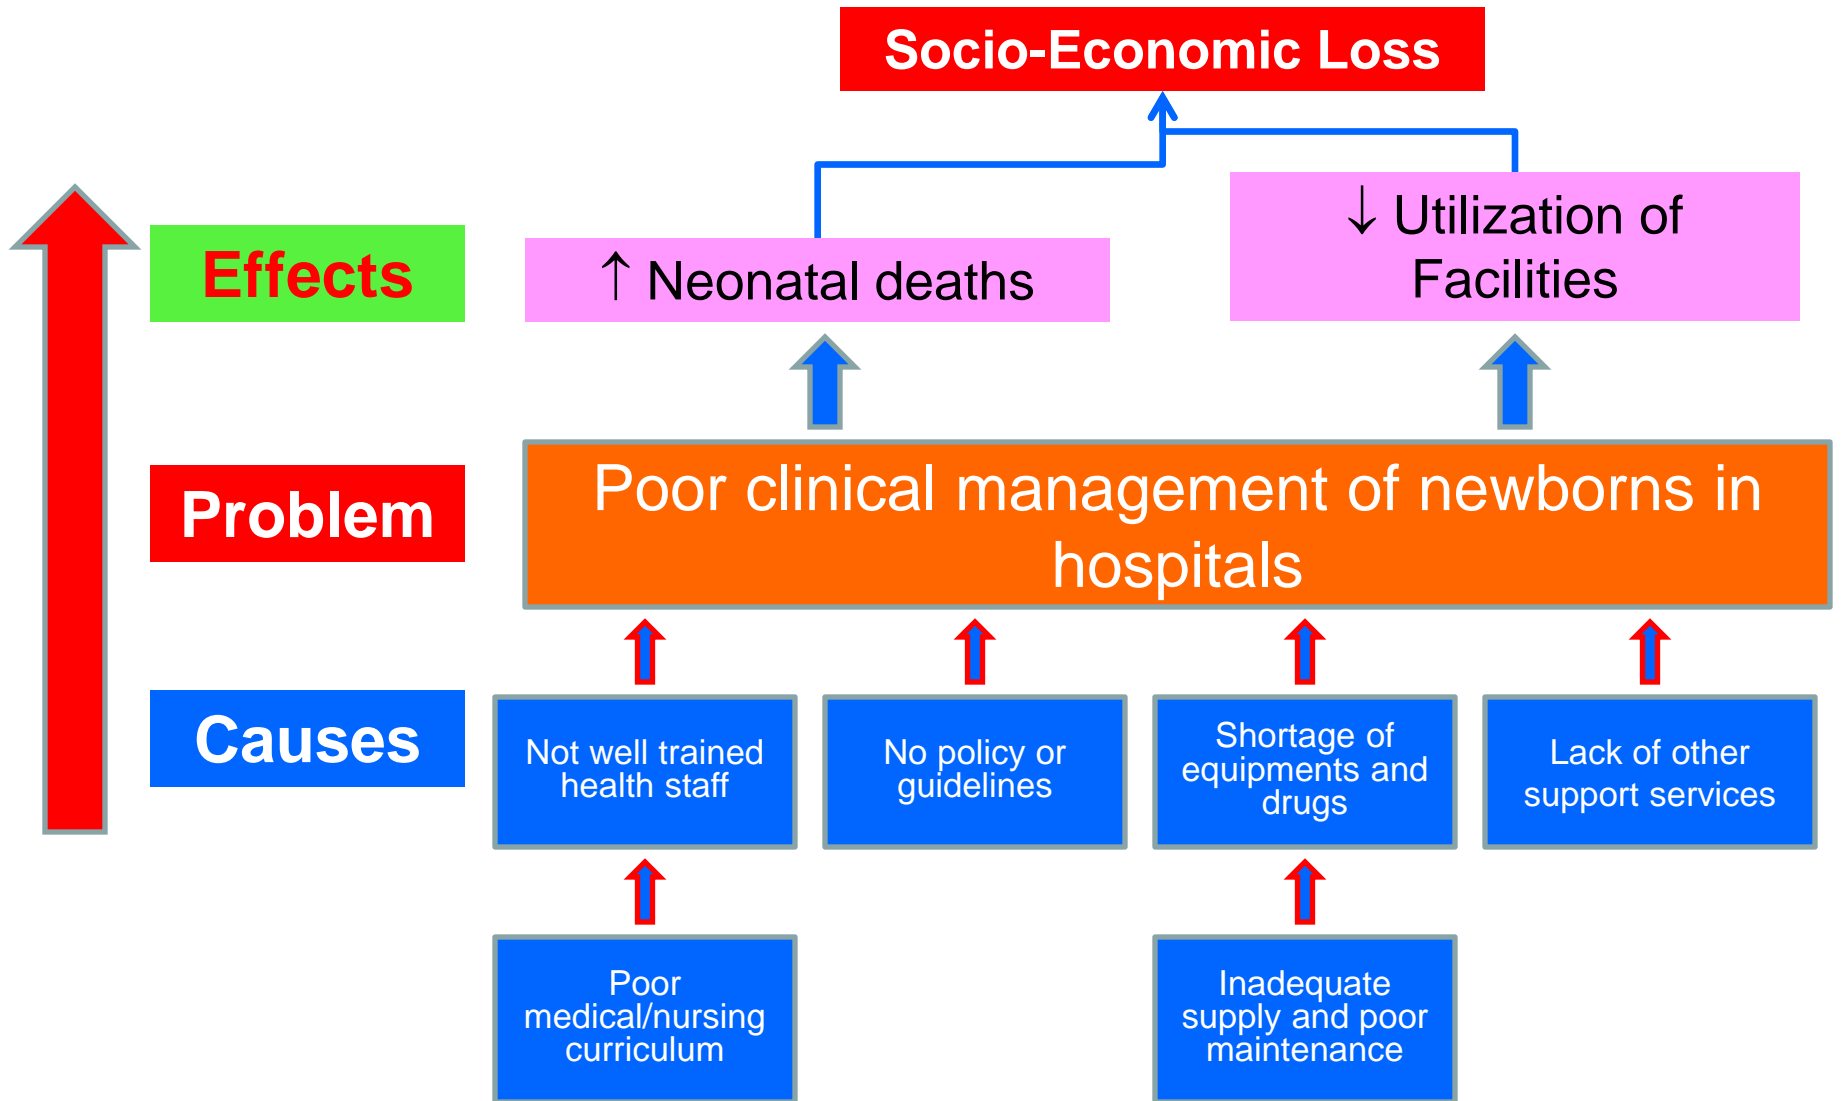 Socio-Economic Loss
Effects
↑ Neonatal deaths
↓ Utilization of
Facilities
Problem
Poor clinical management of newborns in
hospitals
Causes
Not well trained
health staff
No policy or
guidelines
Shortage of
equipments and
drugs
Lack of other
support services
Poor
medical/nursing
curriculum
Inadequate
supply and poor
maintenance